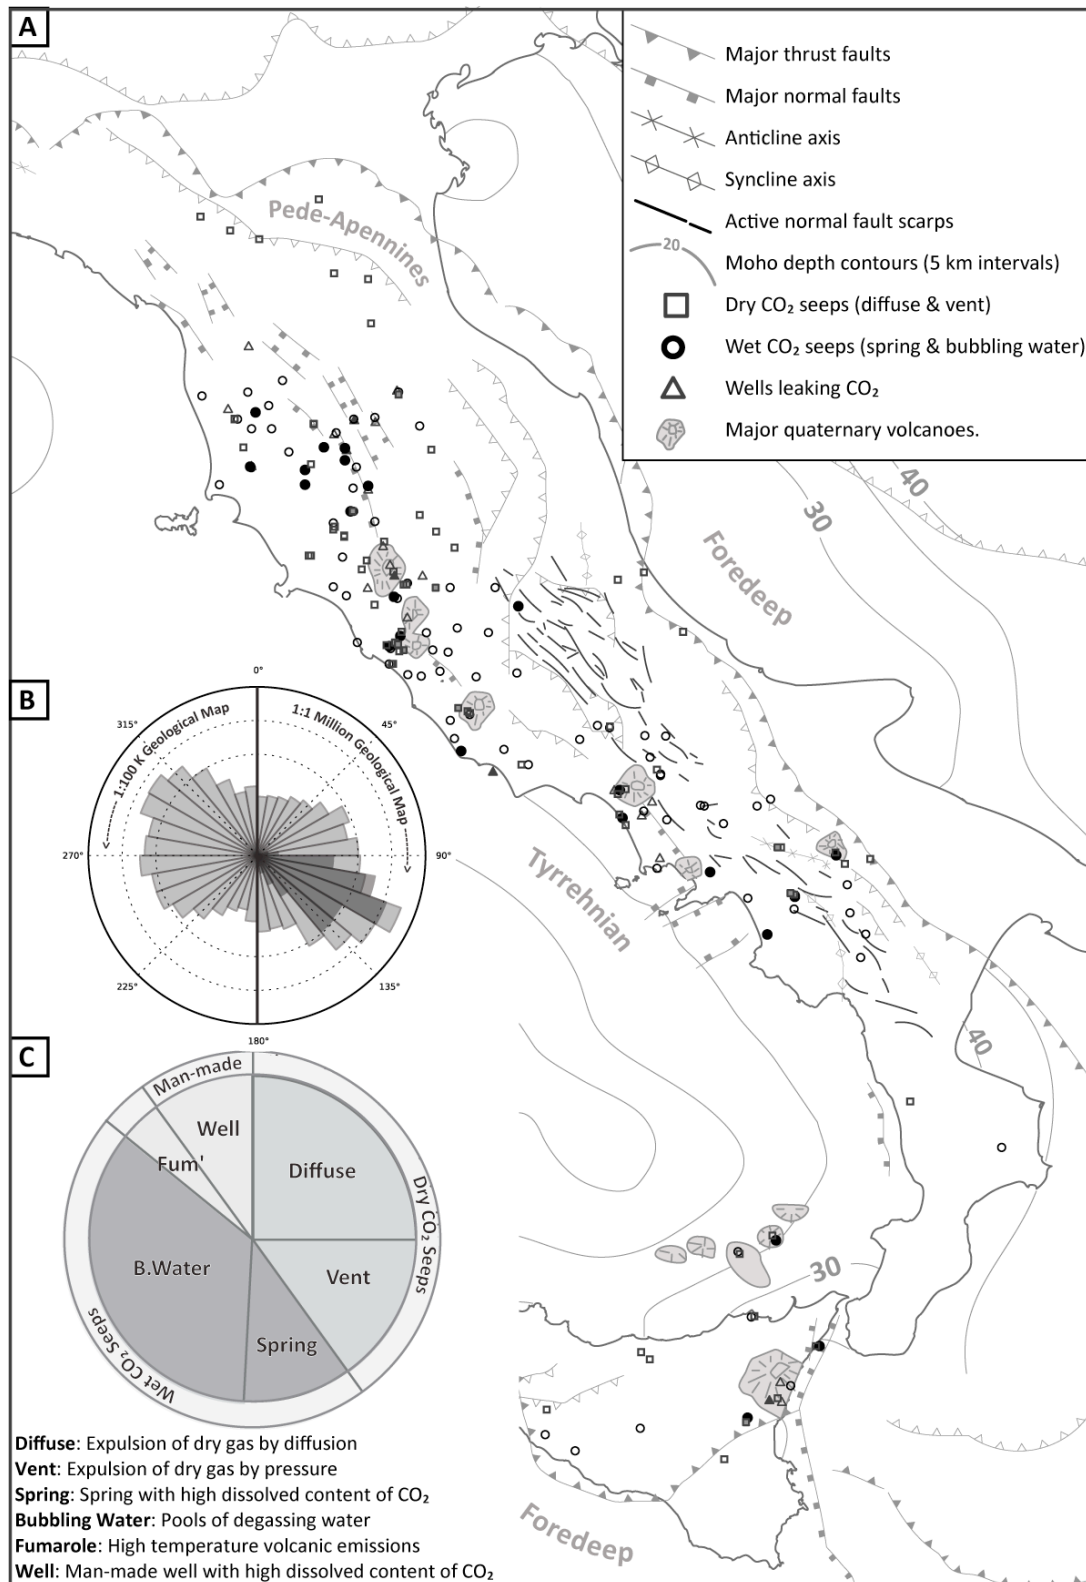 A
Major thrust faults
Major normal faults
Anticline axis
Syncline axis
Active normal fault scarps
20
Moho depth contours (5 km intervals)
Dry CO₂ seeps (diffuse & vent)
Wet CO₂ seeps (spring & bubbling water)
Wells leaking CO₂
Major quaternary volcanoes.
Pede-Apennines
40
30
Foredeep
Tyrrehnian
40
30
Foredeep
B
0°
315°
45°
1:100 K Geological Map
1:1 Million Geological Map
270°
90°
225°
135°
180°
C
Man-made
Well
Fum'
Diffuse
Dry CO₂ Seeps
B.Water
Vent
Spring
Wet CO₂ Seeps
Diffuse: Expulsion of dry gas by diffusion
Vent: Expulsion of dry gas by pressure
Spring: Spring with high dissolved content of CO₂
Bubbling Water: Pools of degassing water
Fumarole: High temperature volcanic emissions
Well: Man-made well with high dissolved content of CO₂